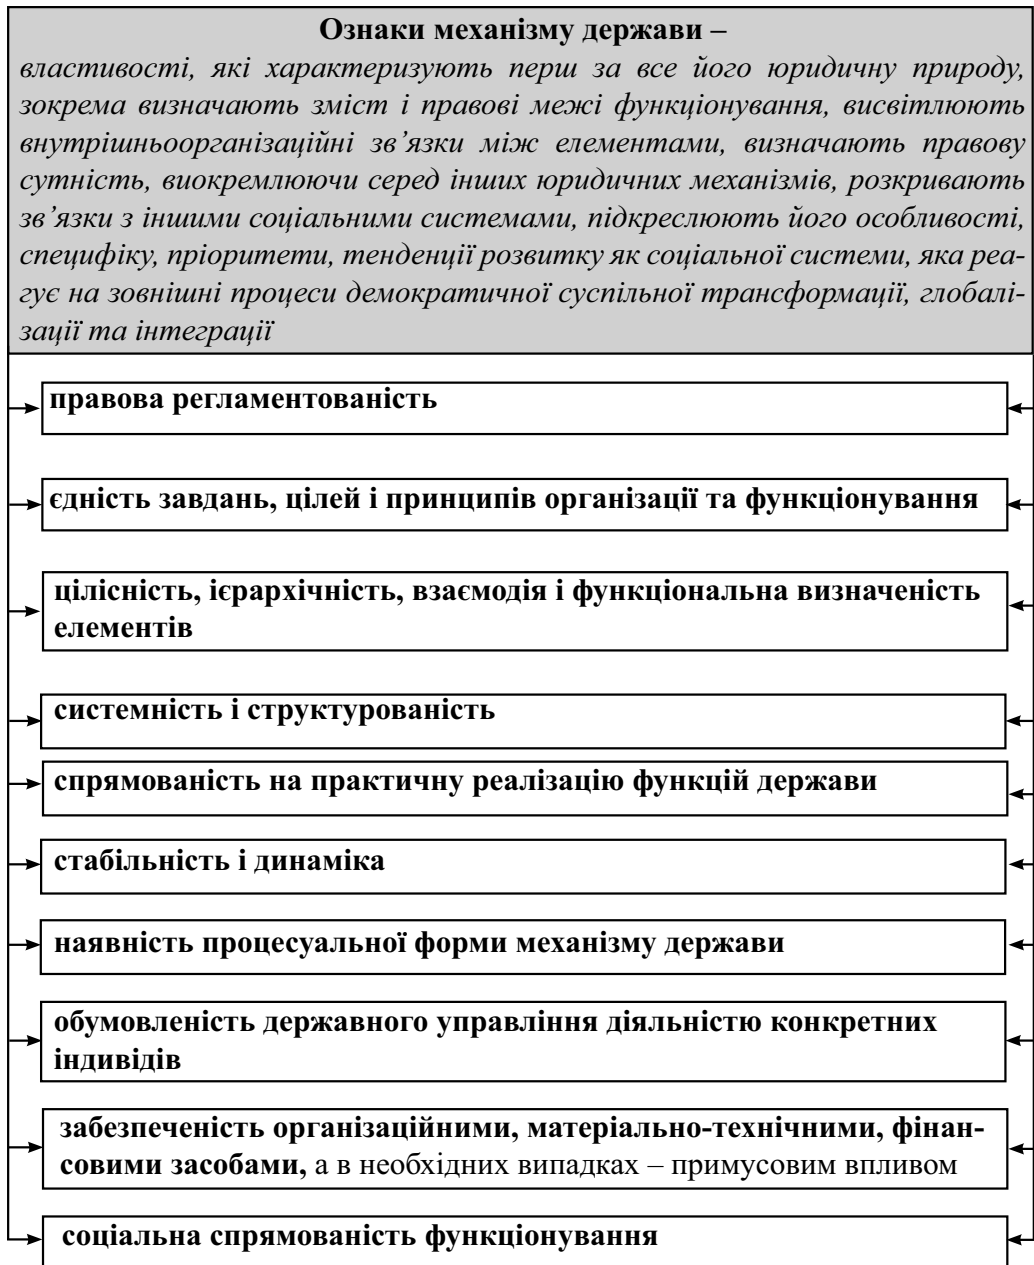 Ознаки механізму держави –
властивості, які характеризують перш за все його юридичну природу,
зокрема визначають зміст і правові межі функціонування, висвітлюють
внутрішньоорганізаційні зв’язки між елементами, визначають правову
сутність, виокремлюючи серед інших юридичних механізмів, розкривають
зв’язки з іншими соціальними системами, підкреслюють його особливості,
специфіку, пріоритети, тенденції розвитку як соціальної системи, яка реа-
гує на зовнішні процеси демократичної суспільної трансформації, глобалі-
зації та інтеграції
правова регламентованість
єдність завдань, цілей і принципів організації та функціонування
цілісність, ієрархічність, взаємодія і функціональна визначеність
елементів
системність і структурованість
спрямованість на практичну реалізацію функцій держави
стабільність і динаміка
наявність процесуальної форми механізму держави
обумовленість державного управління діяльністю конкретних
індивідів
забезпеченість організаційними, матеріально-технічними, фінан-
совими засобами, а в необхідних випадках – примусовим впливом
соціальна спрямованість функціонування